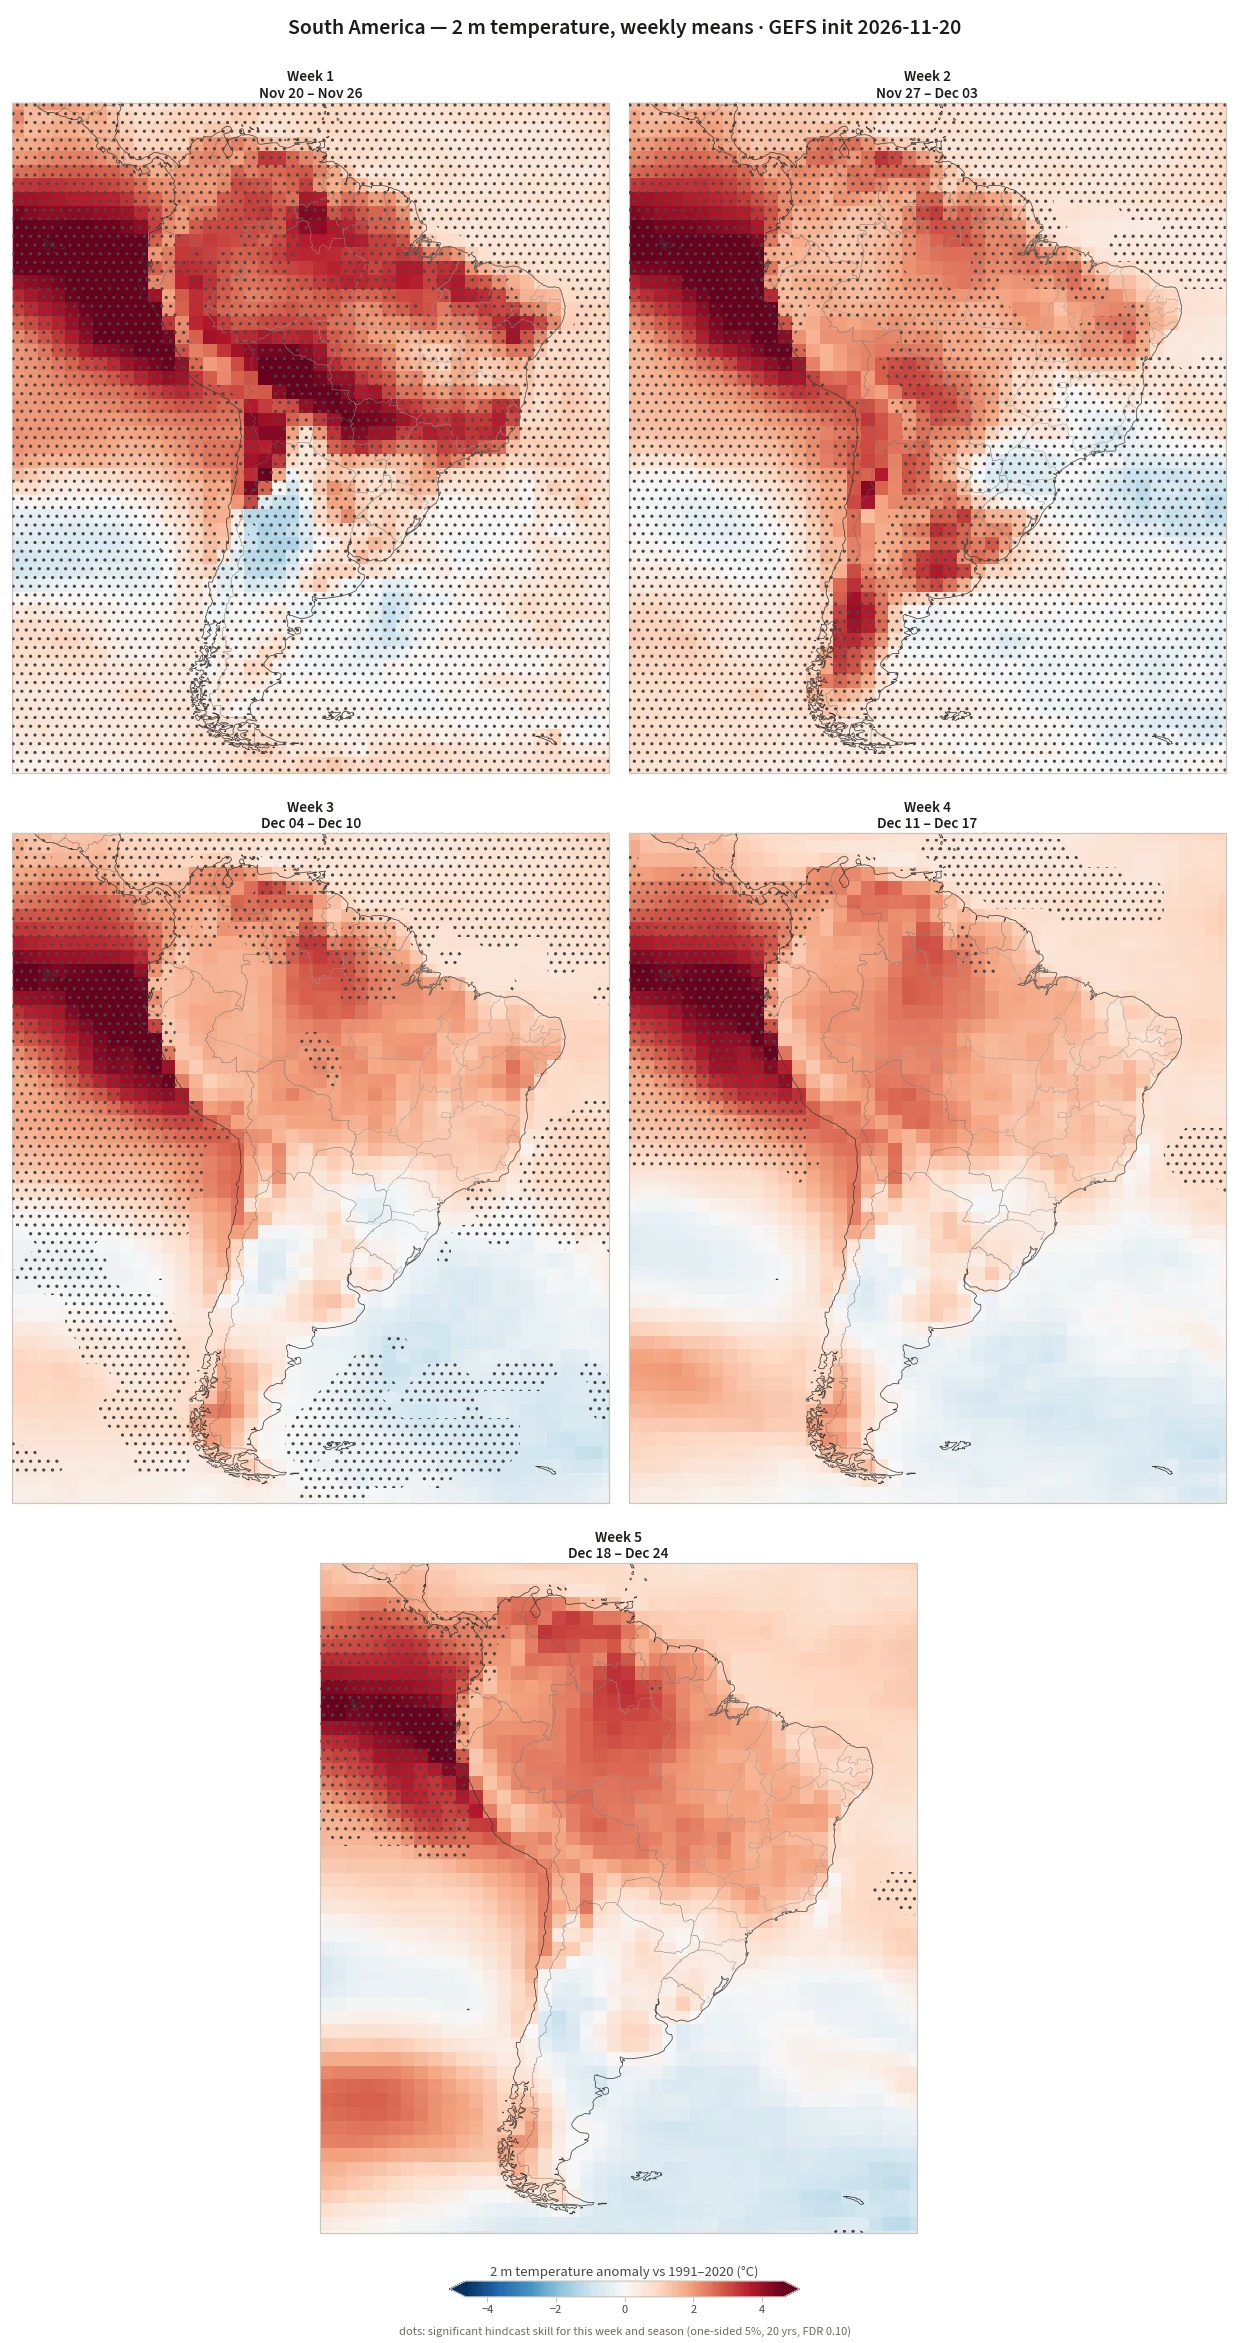 South America — 2 m temperature, weekly means · GEFS init 2026-11-20
Week 1
Nov 20 – Nov 26
Week 2
Nov 27 – Dec 03
Week 3
Dec 04 – Dec 10
Week 4
Dec 11 – Dec 17
Week 5
Dec 18 – Dec 24
2 m temperature anomaly vs 1991–2020 (°C)
−4 −2 0 2 4
dots: significant hindcast skill for this week and season (one-sided 5%, 20 yrs, FDR 0.10)